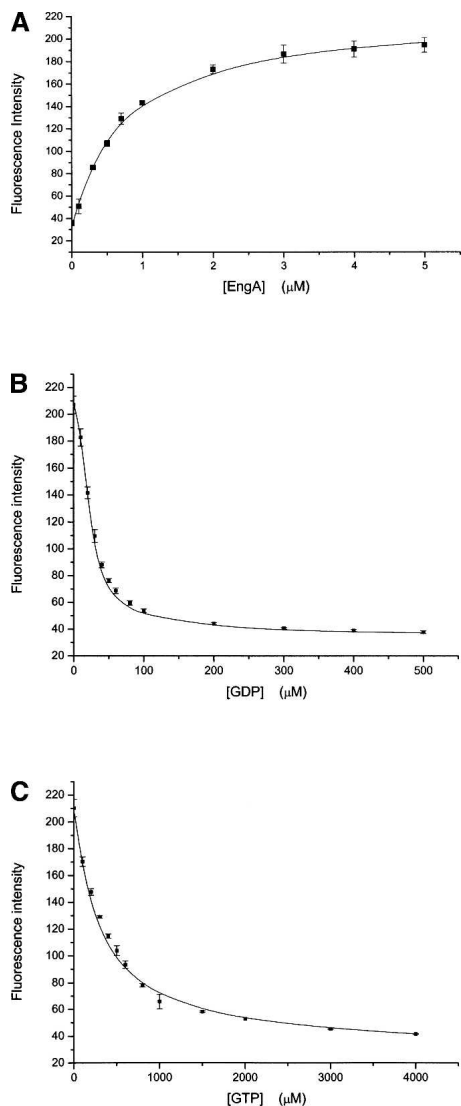 A
Fluorescence Intensity
220
200
180
160
140
120
100
80
60
40
20
0 1 2 3 4 5
[EngA] (μM)
B
Fluorescence intensity
220
200
180
160
140
120
100
80
60
40
20
0 100 200 300 400 500
[GDP] (μM)
C
Fluorescence intensity
220
200
180
160
140
120
100
80
60
40
20
0 1000 2000 3000 4000
[GTP] (μM)